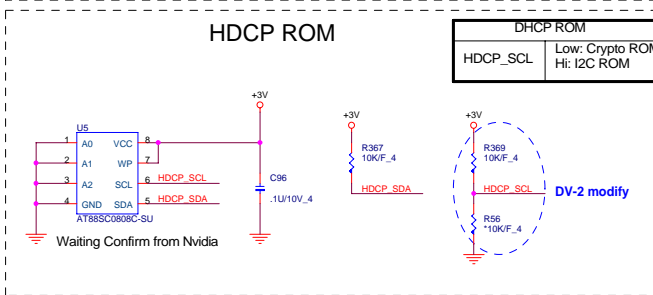 HDCP ROM
DHCP ROM
HDCP_SCL
Low: Crypto ROM
Hi: I2C ROM
U5
1 A0 VCC 8
2 A1 WP 7
3 A2 SCL 6 HDCP_SCL
4 GND SDA 5 HDCP_SDA
AT88SC0808C-SU
Waiting Confirm from Nvidia
+3V
C96
.1U/10V_4
+3V
R367
10K/F_4
HDCP_SDA
+3V
R369
10K/F_4
HDCP_SCL
DV-2 modify
R56
*10K/F_4